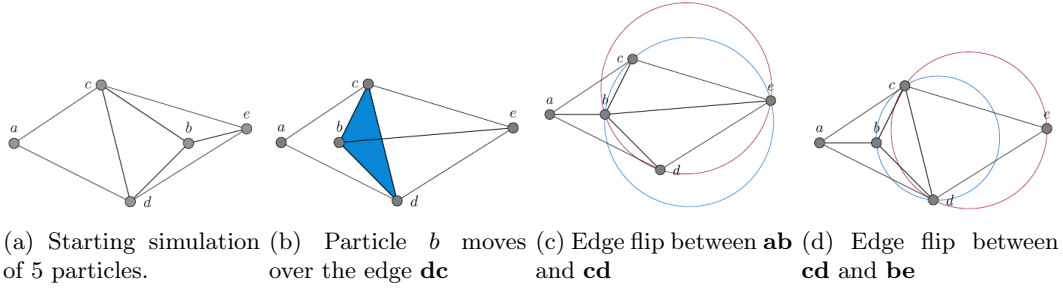 c
a
b
e
d
c
a
b
e
d
c
a
b
e
d
c
a
b
e
d
(a) Starting simulation
of 5 particles.
(b) Particle b moves
over the edge dc
(c) Edge flip between ab
and cd
(d) Edge flip between
cd and be